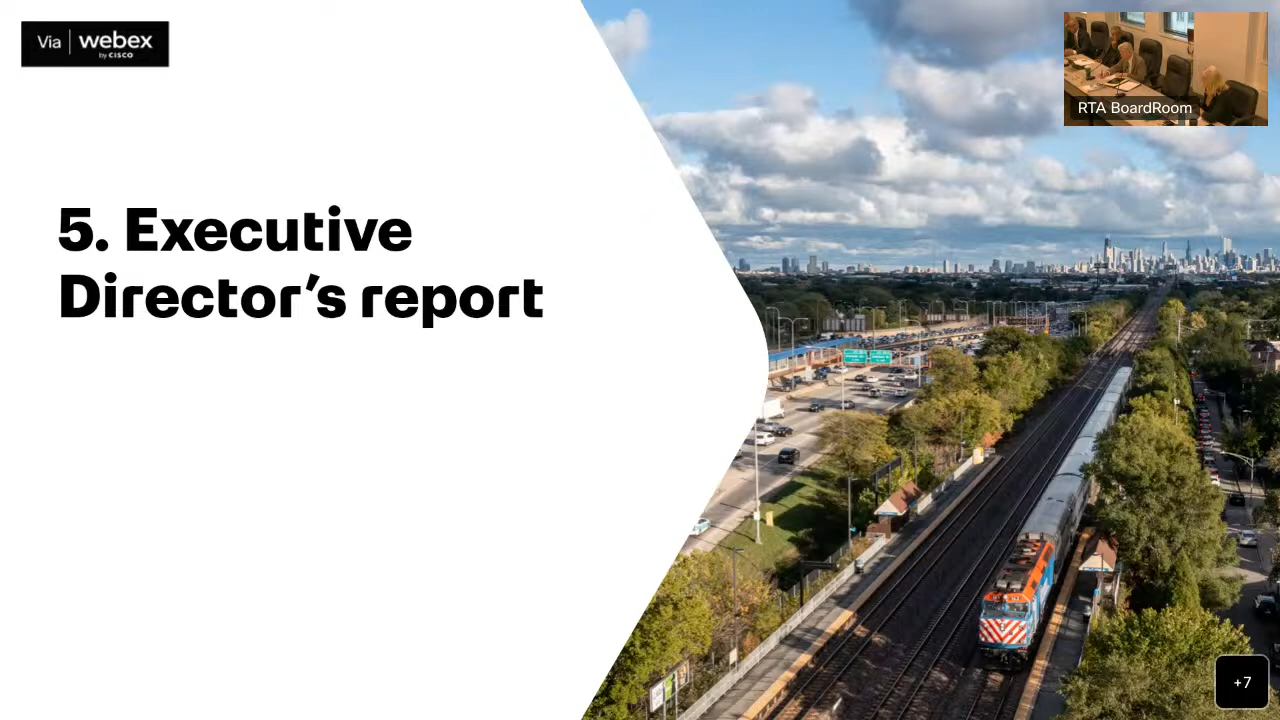 Via | webex
by CISCO
RTA BoardRoom
5. Executive
Director’s report
+7